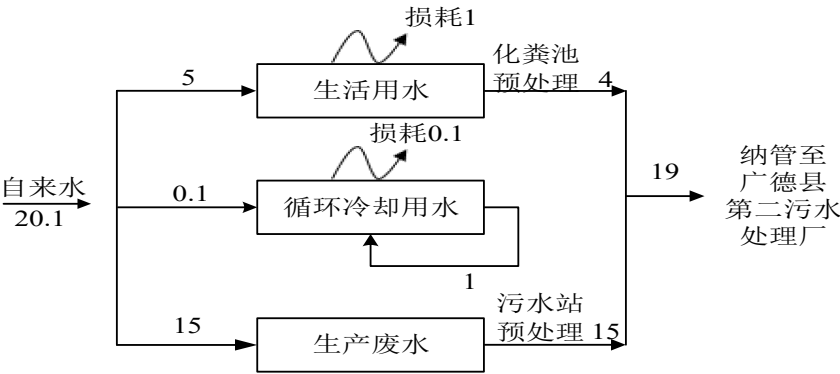 损耗1
化粪池
预处理 4
5
生活用水
损耗0.1
自来水
20.1
0.1
循环冷却用水
1
19
纳管至
广德县
第二污水
处理厂
15
生产废水
污水站
预处理 15